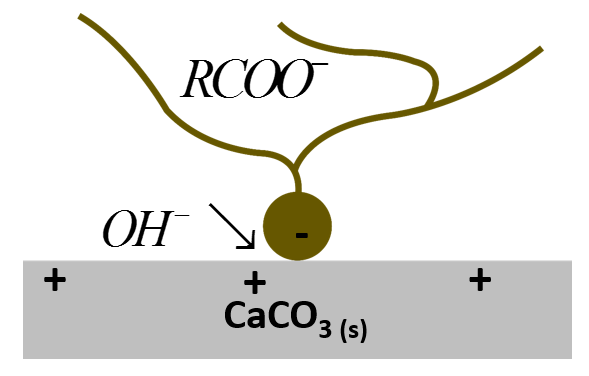 RCOO⁻
-
OH⁻
+ + +
CaCO₃ (s)